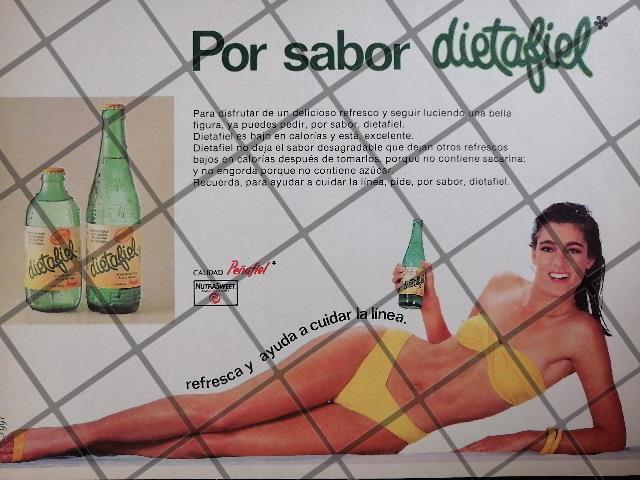 Por sabor dietafiel*
Para disfrutar de un delicioso refresco y seguir luciendo una bella
figura, ya puedes pedir, por sabor, dietafiel.
Dietafiel es bajo en calorías y está, excelente.
Dietafiel no deja el sabor desagradable que dejan otros refrescos
bajos en calorías después de tomarlos, porque no contiene sacarina;
y no engorda porque no contiene azúcar.
Recuerda, para ayudar a cuidar la línea, pide, por sabor, dietafiel.
dietafiel
dietafiel
CALIDAD Peñafiel*
NUTRASWEET
dietafiel
refresca y ayuda a cuidar la línea.